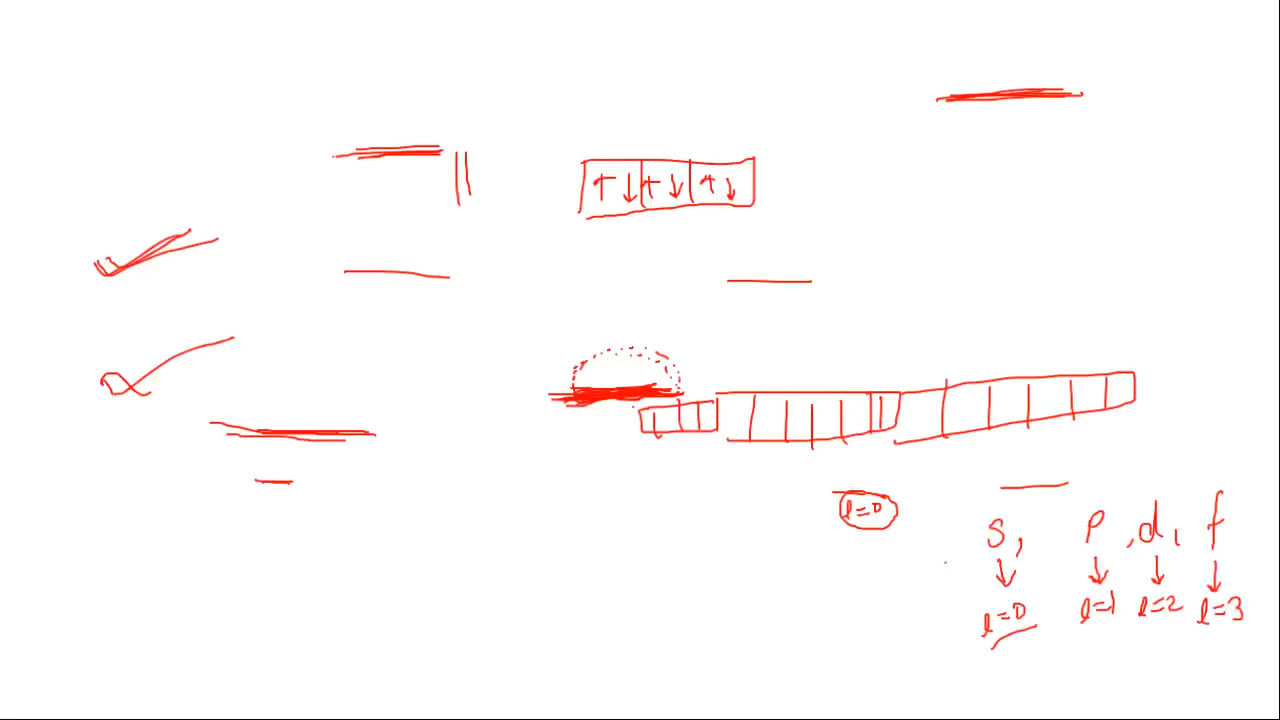 ↑↓ ↑↓ ↑↓
l=0
s, p, d, f
↓ ↓ ↓ ↓
l=0 l=1 l=2 l=3